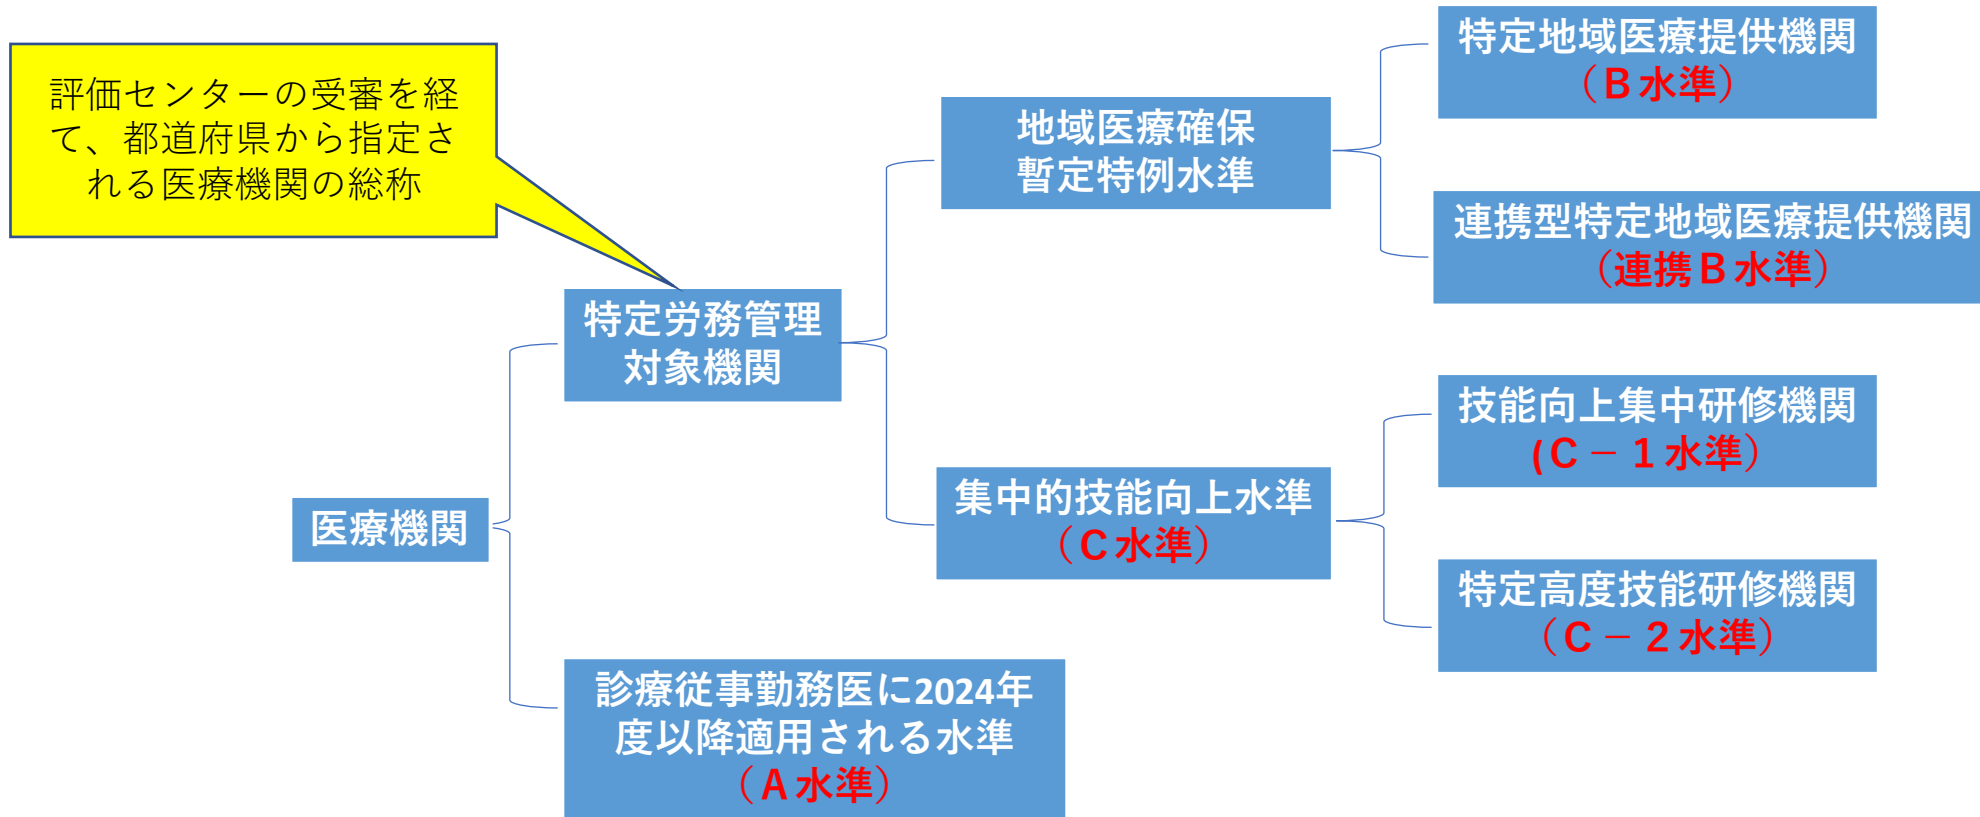 評価センターの受審を経
て、都道府県から指定さ
れる医療機関の総称
医療機関
特定労務管理
対象機関
診療従事勤務医に2024年
度以降適用される水準
（Ａ水準）
地域医療確保
暫定特例水準
集中的技能向上水準
（Ｃ水準）
特定地域医療提供機関
（Ｂ水準）
連携型特定地域医療提供機関
（連携Ｂ水準）
技能向上集中研修機関
(Ｃ－１水準）
特定高度技能研修機関
（Ｃ－２水準）